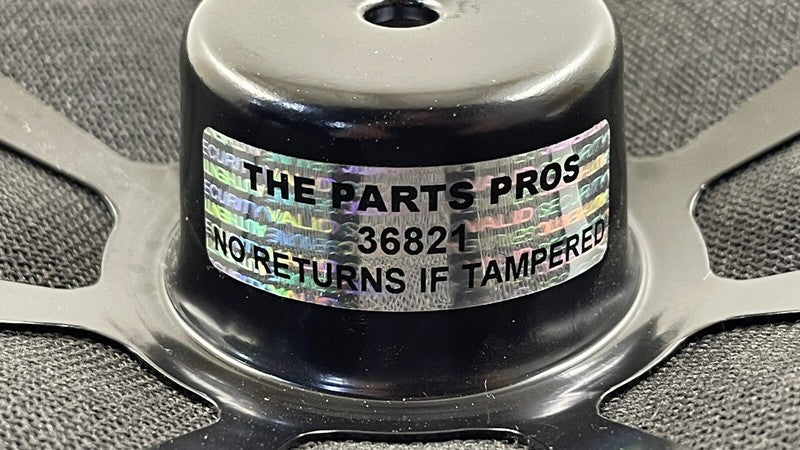 THE PARTS PROS
36821
NO RETURNS IF TAMPERED